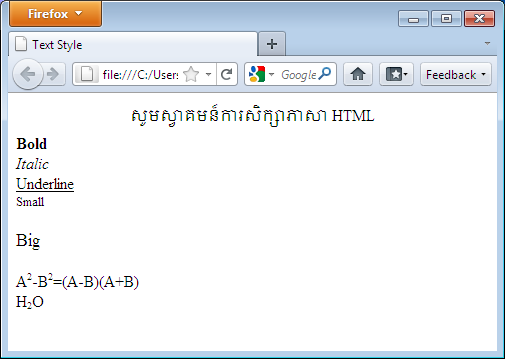 Firefox
Text Style
file:///C:/User
Google
Feedback
សូមស្វាគមន៍ការសិក្សាភាសា HTML
Bold
Italic
Underline
Small
Big
A²-B²=(A-B)(A+B)
H₂O